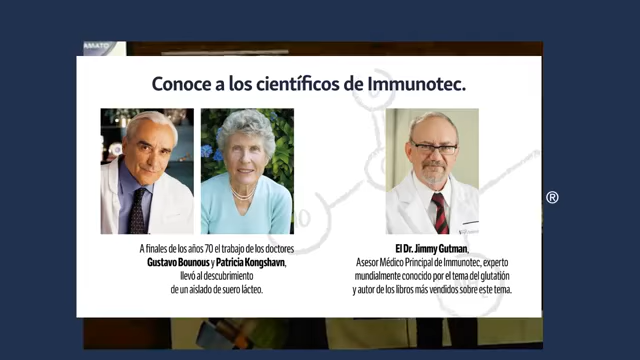 AMATO
Conoce a los científicos de Immunotec.
A finales de los años 70 el trabajo de los doctores
Gustavo Bounous y Patricia Kongshavn,
llevó al descubrimiento
de un aislado de suero lácteo.
El Dr. Jimmy Gutman,
Asesor Médico Principal de Immunotec, experto
mundialmente conocido por el tema del glutatión
y autor de los libros más vendidos sobre este tema.
®